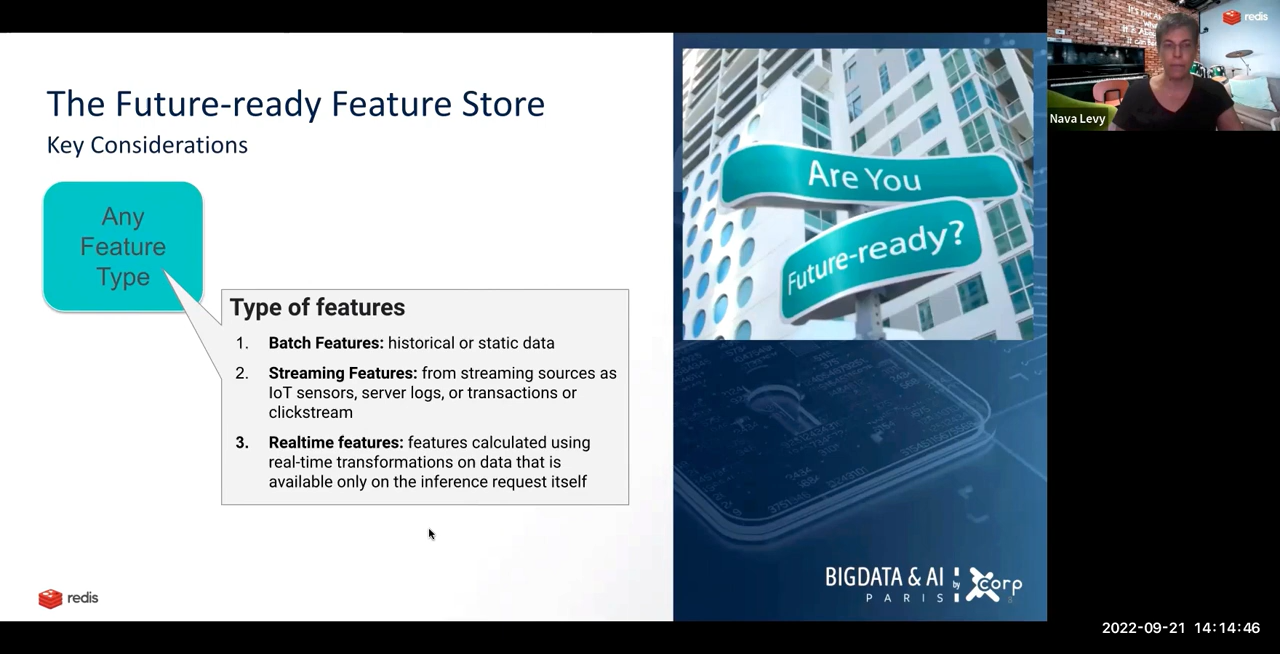 The Future-ready Feature Store
Key Considerations
Any
Feature
Type
Type of features
1. Batch Features: historical or static data
2. Streaming Features: from streaming sources as
IoT sensors, server logs, or transactions or
clickstream
3. Realtime features: features calculated using
real-time transformations on data that is
available only on the inference request itself
redis
Are You
Future-ready?
BIGDATA & AI by corp
PARIS
8
redis
Nava Levy
2022-09-21 14:14:46